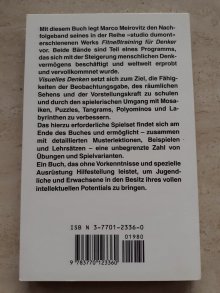 Mit diesem Buch legt Marco Meirovitz den Nach-
folgeband seines in der Reihe »studio dumont«
erschienenen Werks Fitneßtraining für Denker
vor. Beide Bände sind Teil eines Programms,
das sich mit der Steigerung menschlichen Denk-
vermögens beschäftigt und weltweit erprobt
und vervollkommnet wurde.
Visuelles Denken setzt sich zum Ziel, die Fähig-
keiten der Beobachtungsgabe, des räumlichen
Sehens und der Vorstellungskraft zu schulen
und durch den spielerischen Umgang mit Mosa-
iken, Puzzles, Tangrams, Polyominos und La-
byrinthen zu verbessern.
Das hierzu erforderliche Spielset findet sich am
Ende des Buches und ermöglicht – zusammen
mit detaillierten Musterlektionen, Beispielen
und Lehrsätzen – eine unbegrenzte Zahl von
Übungen und Spielvarianten.
Ein Buch, das ohne Vorkenntnisse und spezielle
Ausrüstung Hilfestellung leistet, um Jugend-
liche und Erwachsene in den Besitz ihres vollen
intellektuellen Potentials zu bringen.
ISBN 3-7701-2336-0
01980
9 783770 123360